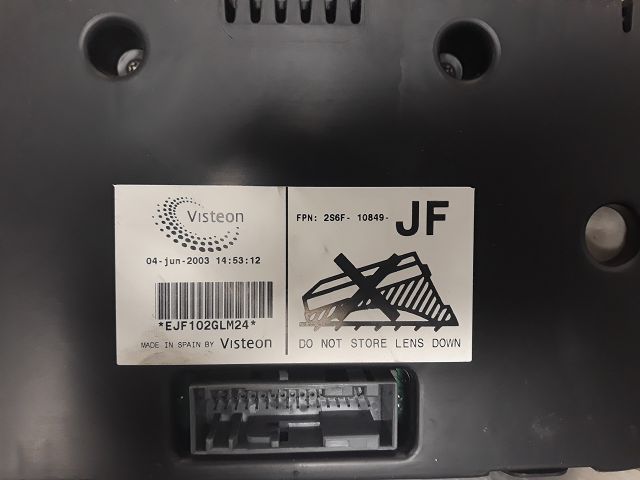 Visteon
04-jun-2003 14:53:12
*EJF102GLM24*
MADE IN SPAIN BY Visteon
FPN: 2S6F- 10849- JF
DO NOT STORE LENS DOWN